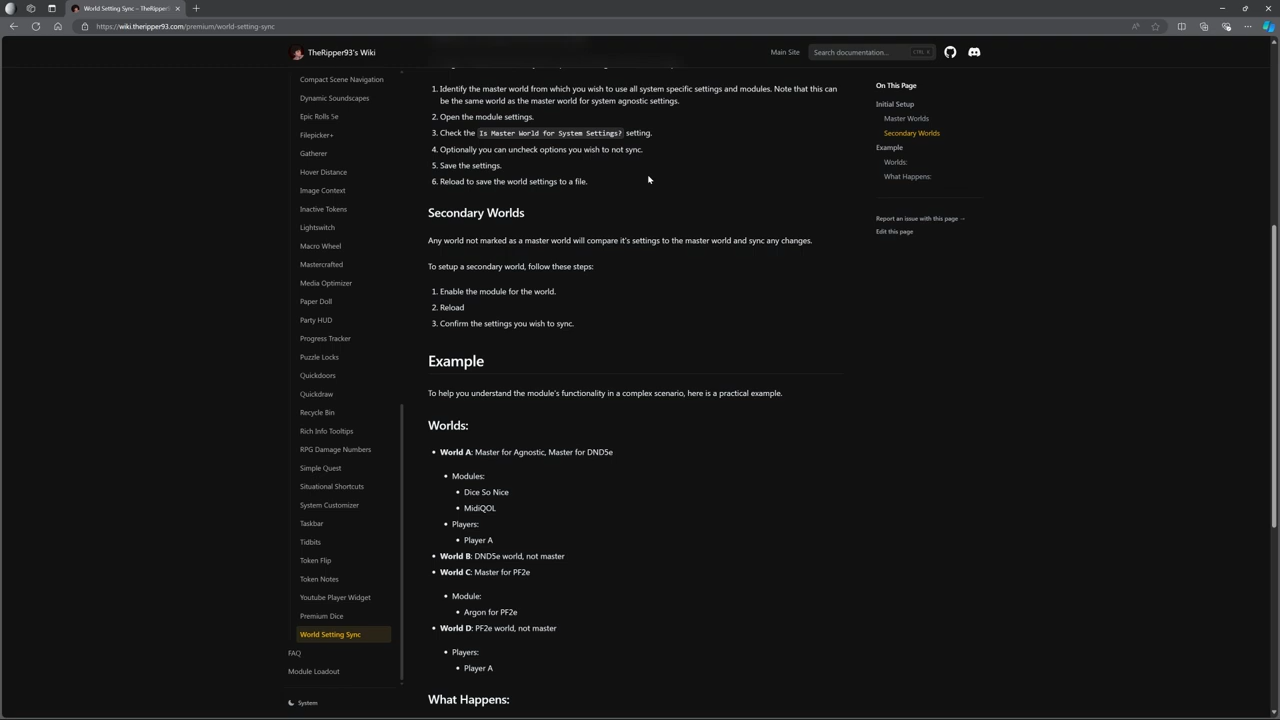 World Setting Sync – TheRipper9
https://wiki.theripper93.com/premium/world-setting-sync
TheRipper93's Wiki
Main Site
Search documentation…
CTRL K
Compact Scene Navigation
Dynamic Soundscapes
Epic Rolls 5e
Filepicker+
Gatherer
Hover Distance
Image Context
Inactive Tokens
Lightswitch
Macro Wheel
Mastercrafted
Media Optimizer
Paper Doll
Party HUD
Progress Tracker
Puzzle Locks
Quickdoors
Quickdraw
Recycle Bin
Rich Info Tooltips
RPG Damage Numbers
Simple Quest
Situational Shortcuts
System Customizer
Taskbar
Tidbits
Token Flip
Token Notes
Youtube Player Widget
Premium Dice
World Setting Sync
FAQ
Module Loadout
System
1. Identify the master world from which you wish to use all system specific settings and modules. Note that this can
be the same world as the master world for system agnostic settings.
2. Open the module settings.
3. Check the Is Master World for System Settings? setting.
4. Optionally you can uncheck options you wish to not sync.
5. Save the settings.
6. Reload to save the world settings to a file.
Secondary Worlds
Any world not marked as a master world will compare it's settings to the master world and sync any changes.
To setup a secondary world, follow these steps:
1. Enable the module for the world.
2. Reload
3. Confirm the settings you wish to sync.
Example
To help you understand the module's functionality in a complex scenario, here is a practical example.
Worlds:
• World A: Master for Agnostic, Master for DND5e
• Modules:
• Dice So Nice
• MidiQOL
• Players:
• Player A
• World B: DND5e world, not master
• World C: Master for PF2e
• Module:
• Argon for PF2e
• World D: PF2e world, not master
• Players:
• Player A
What Happens:
On This Page
Initial Setup
Master Worlds
Secondary Worlds
Example
Worlds:
What Happens:
Report an issue with this page →
Edit this page